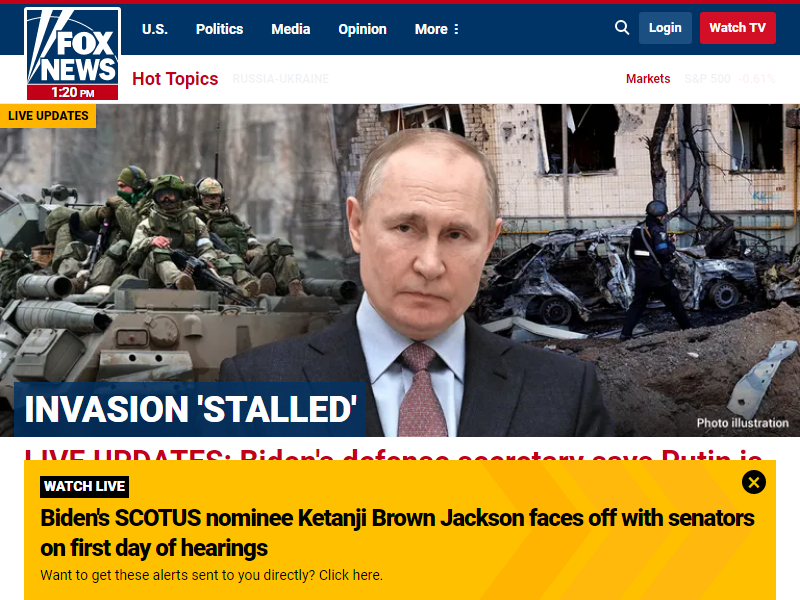 FOX
NEWS
1:20 PM
U.S.
Politics
Media
Opinion
More
Login
Watch TV
Hot Topics
RUSSIA-UKRAINE
Markets
S&P 500 -0.61%
LIVE UPDATES
INVASION 'STALLED'
Photo illustration
LIVE UPDATES: Biden's defense secretary says Putin is
WATCH LIVE
Biden's SCOTUS nominee Ketanji Brown Jackson faces off with senators
on first day of hearings
Want to get these alerts sent to you directly? Click here.